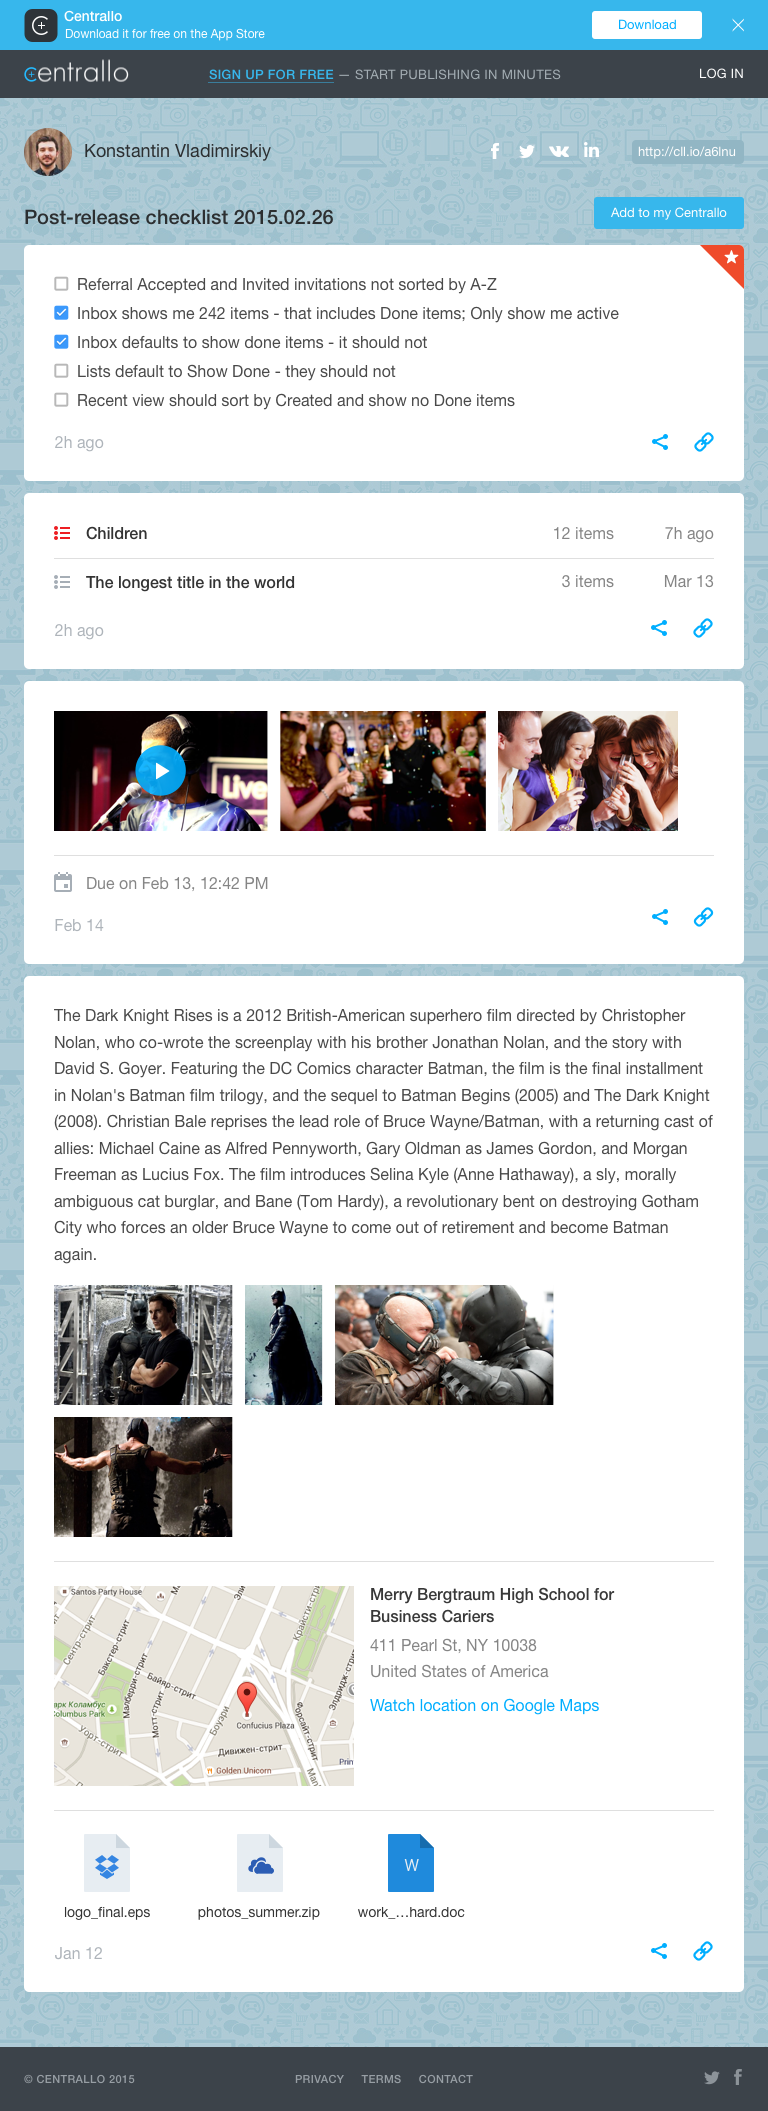 Centrallo
Download it for free on the App Store
Download
centrallo
SIGN UP FOR FREE — START PUBLISHING IN MINUTES
LOG IN
Konstantin Vladimirskiy
http://cll.io/a6lnu
Post-release checklist 2015.02.26
Add to my Centrallo
Referral Accepted and Invited invitations not sorted by A-Z
Inbox shows me 242 items - that includes Done items; Only show me active
Inbox defaults to show done items - it should not
Lists default to Show Done - they should not
Recent view should sort by Created and show no Done items
2h ago
Children 12 items 7h ago
The longest title in the world 3 items Mar 13
2h ago
Live
Due on Feb 13, 12:42 PM
Feb 14
The Dark Knight Rises is a 2012 British-American superhero film directed by Christopher
Nolan, who co-wrote the screenplay with his brother Jonathan Nolan, and the story with
David S. Goyer. Featuring the DC Comics character Batman, the film is the final installment
in Nolan's Batman film trilogy, and the sequel to Batman Begins (2005) and The Dark Knight
(2008). Christian Bale reprises the lead role of Bruce Wayne/Batman, with a returning cast of
allies: Michael Caine as Alfred Pennyworth, Gary Oldman as James Gordon, and Morgan
Freeman as Lucius Fox. The film introduces Selina Kyle (Anne Hathaway), a sly, morally
ambiguous cat burglar, and Bane (Tom Hardy), a revolutionary bent on destroying Gotham
City who forces an older Bruce Wayne to come out of retirement and become Batman
again.
Santos Party House
Крайсти-стрит
Сентр-стрит
Бакстер-стрит
Малберри-стрит
Байяр-стрит
Мотт-стрит
Элдридж-стрит
арк Коламбус
olumbus Park
Боуэри
Форсайт-стрит
Confucius Plaza
Уорт-стрит
Дивижен-стрит
Prin
Golden Unicorn
Man
Merry Bergtraum High School for
Business Cariers
411 Pearl St, NY 10038
United States of America
Watch location on Google Maps
W
logo_final.eps
photos_summer.zip
work_...hard.doc
Jan 12
© CENTRALLO 2015
PRIVACY TERMS CONTACT